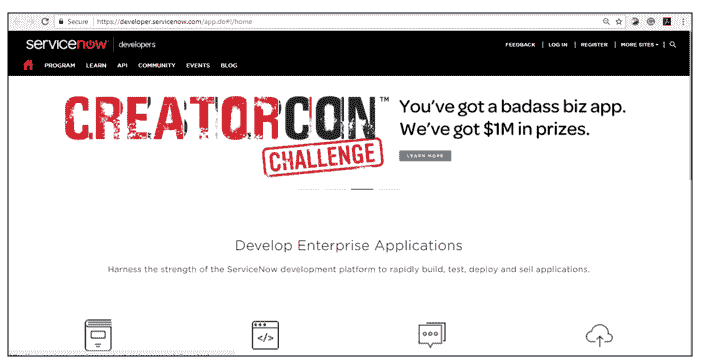 Secure | https://developer.servicenow.com/app.do#!/home
servicenow | developers
FEEDBACK | LOG IN | REGISTER | MORE SITES
PROGRAM LEARN API COMMUNITY EVENTS BLOG
CREATORCON™
CHALLENGE
You've got a badass biz app.
We've got $1M in prizes.
LEARN MORE
Develop Enterprise Applications
Harness the strength of the ServiceNow development platform to rapidly build, test, deploy and sell applications.